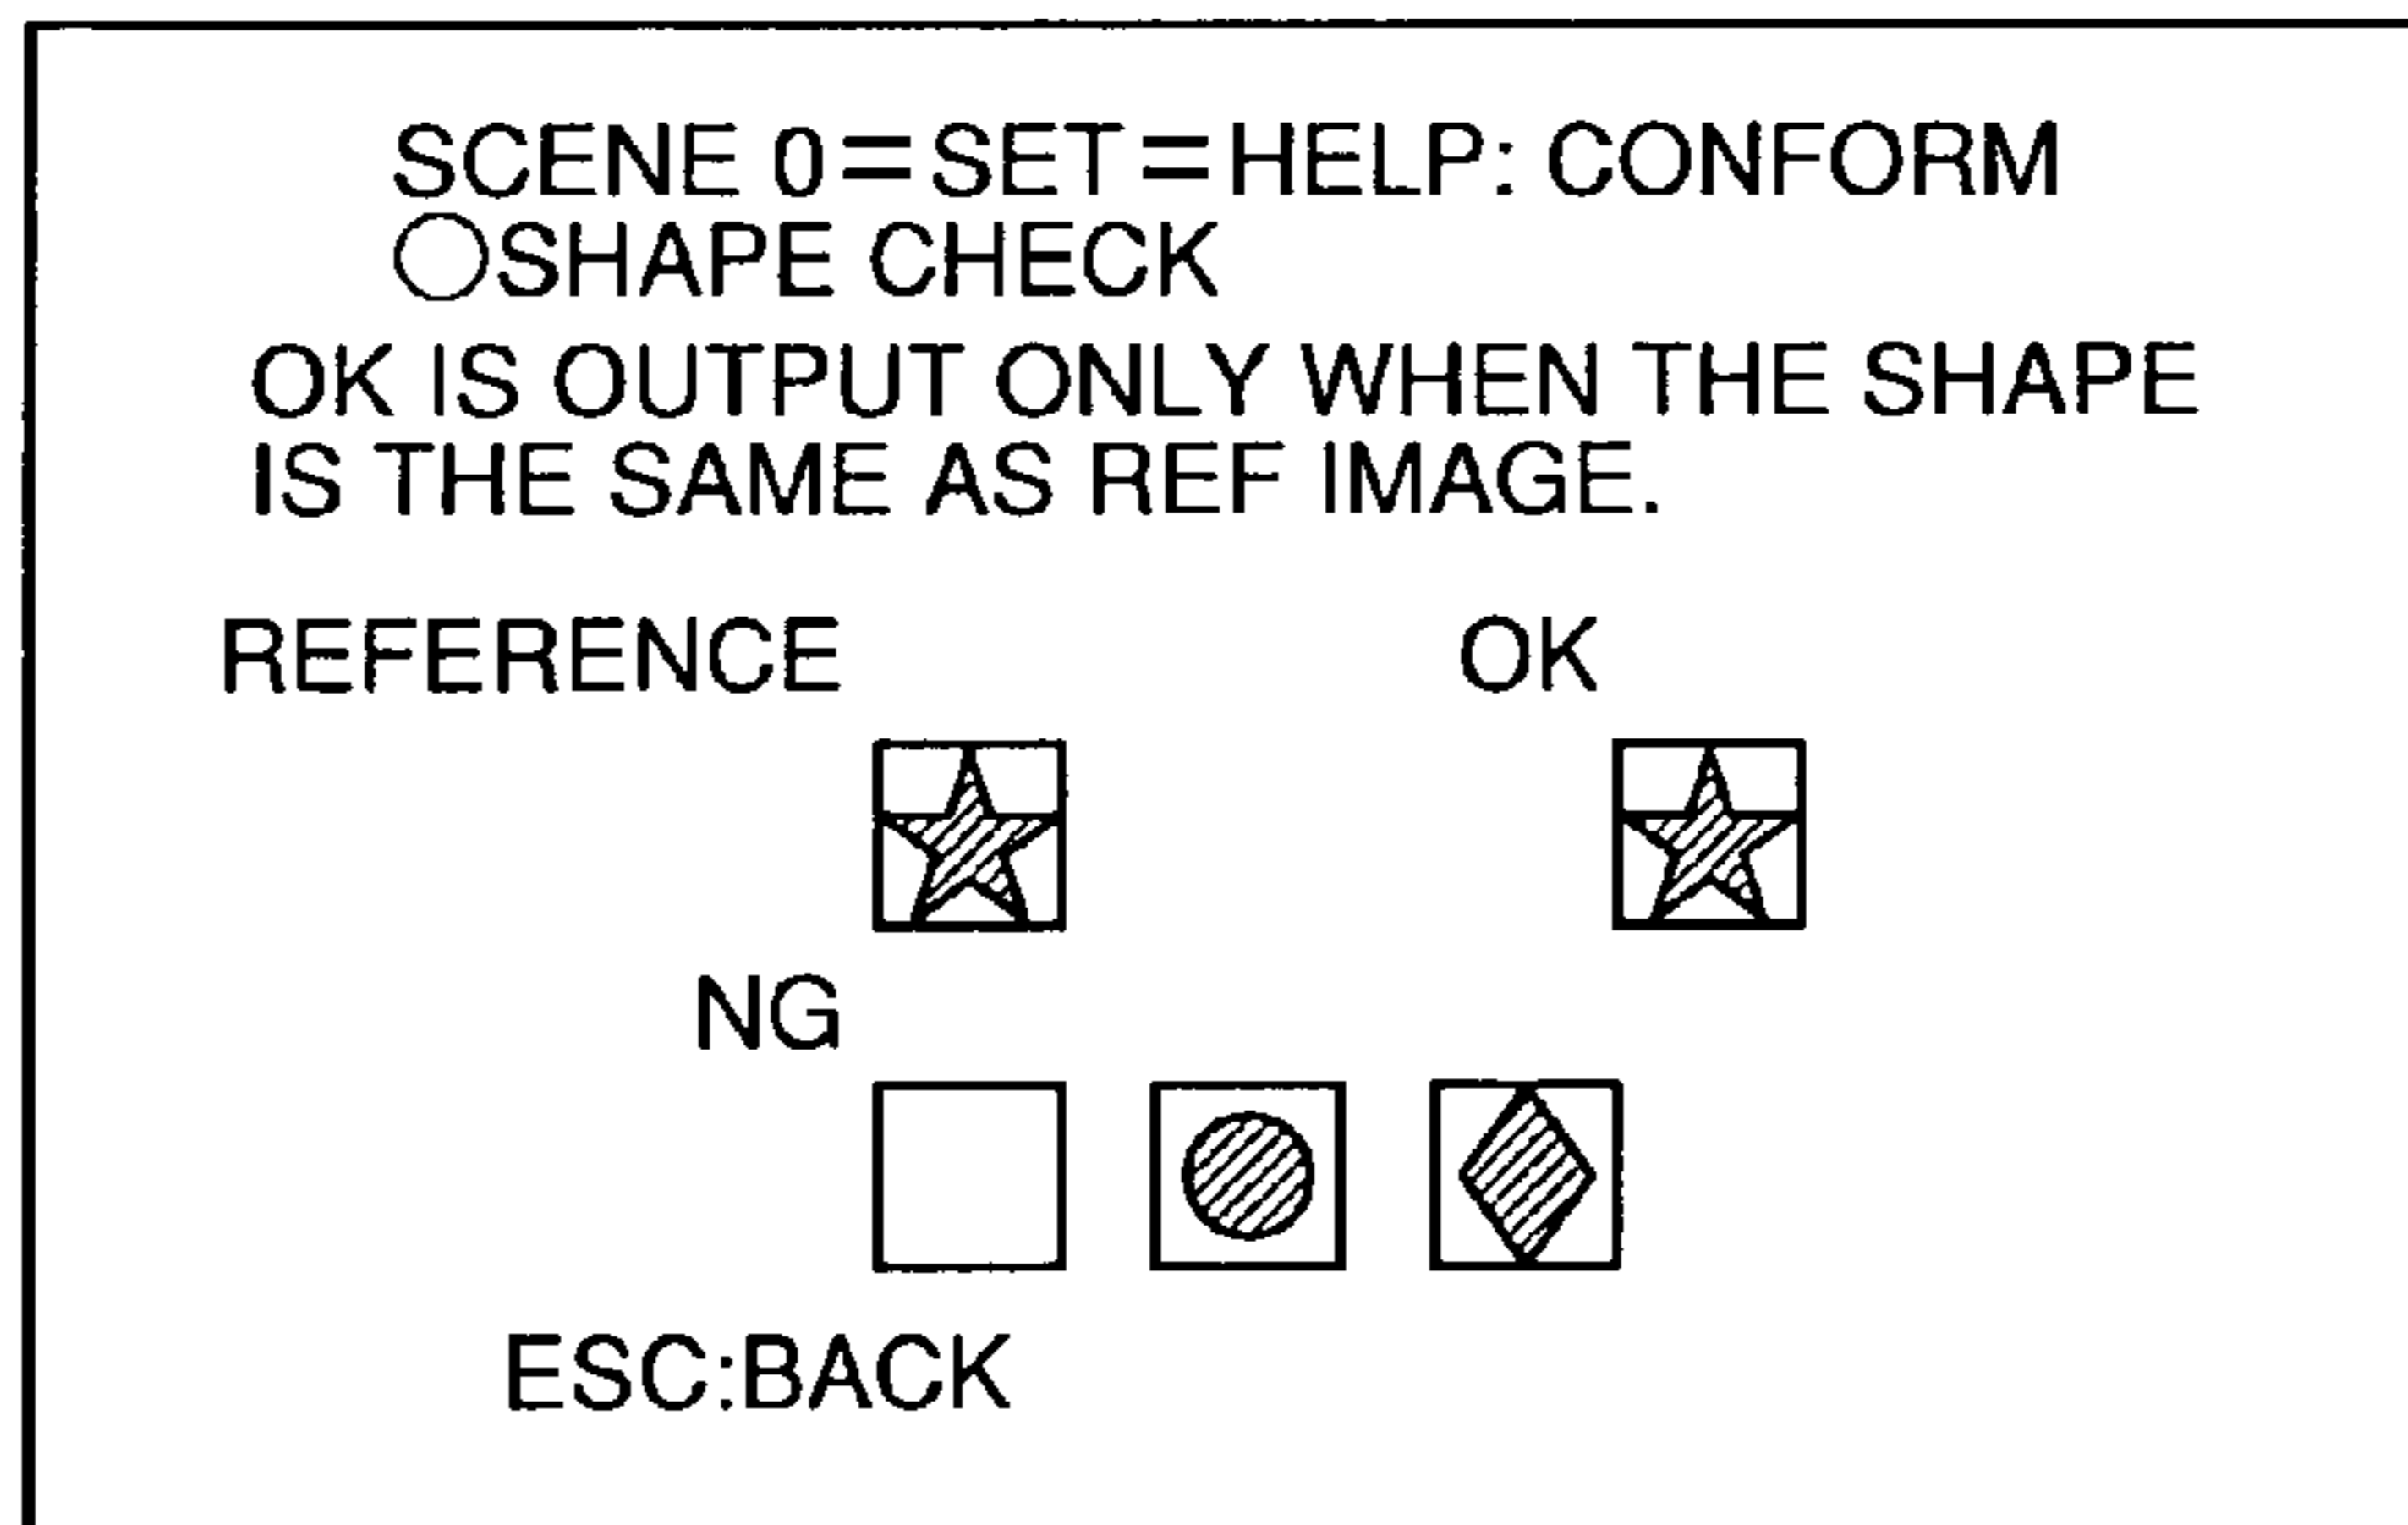 SCENE 0=SET=HELP: CONFORM
○SHAPE CHECK
OK IS OUTPUT ONLY WHEN THE SHAPE
IS THE SAME AS REF IMAGE.
REFERENCE OK
NG
ESC:BACK